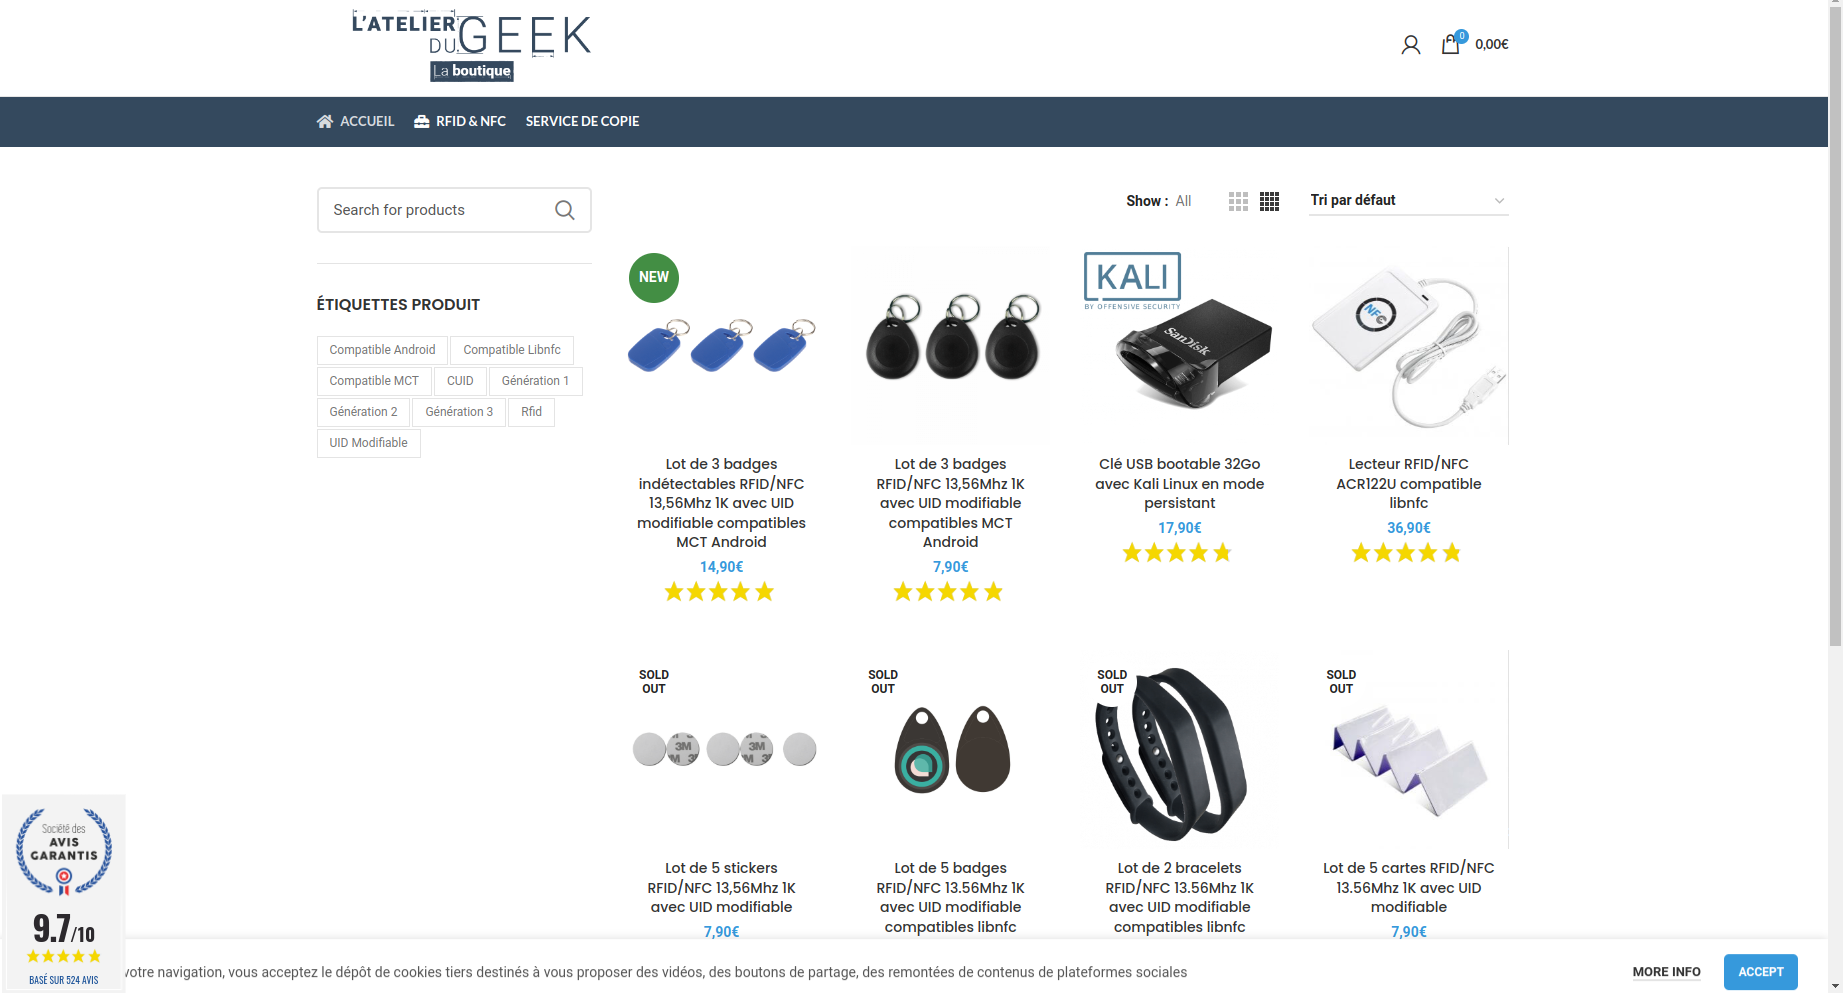 L'ATELIER
DU GEEK
La boutique
0
0,00€
ACCUEIL
RFID & NFC
SERVICE DE COPIE
Search for products
Show : All
Tri par défaut
ÉTIQUETTES PRODUIT
Compatible Android
Compatible Libnfc
Compatible MCT
CUID
Génération 1
Génération 2
Génération 3
Rfid
UID Modifiable
NEW
Lot de 3 badges
indétectables RFID/NFC
13,56Mhz 1K avec UID
modifiable compatibles
MCT Android
14,90€
Lot de 3 badges
RFID/NFC 13,56Mhz 1K
avec UID modifiable
compatibles MCT
Android
7,90€
KALI
BY OFFENSIVE SECURITY
SanDisk
Clé USB bootable 32Go
avec Kali Linux en mode
persistant
17,90€
NFC
Lecteur RFID/NFC
ACR122U compatible
libnfc
36,90€
SOLD
OUT
3M
3M
Lot de 5 stickers
RFID/NFC 13,56Mhz 1K
avec UID modifiable
7,90€
SOLD
OUT
Lot de 5 badges
RFID/NFC 13.56Mhz 1K
avec UID modifiable
compatibles libnfc
SOLD
OUT
Lot de 2 bracelets
RFID/NFC 13.56Mhz 1K
avec UID modifiable
compatibles libnfc
SOLD
OUT
Lot de 5 cartes RFID/NFC
13.56Mhz 1K avec UID
modifiable
7,90€
Société des
AVIS
GARANTIS
9.7/10
BASÉ SUR 524 AVIS
votre navigation, vous acceptez le dépôt de cookies tiers destinés à vous proposer des vidéos, des boutons de partage, des remontées de contenus de plateformes sociales
MORE INFO
ACCEPT